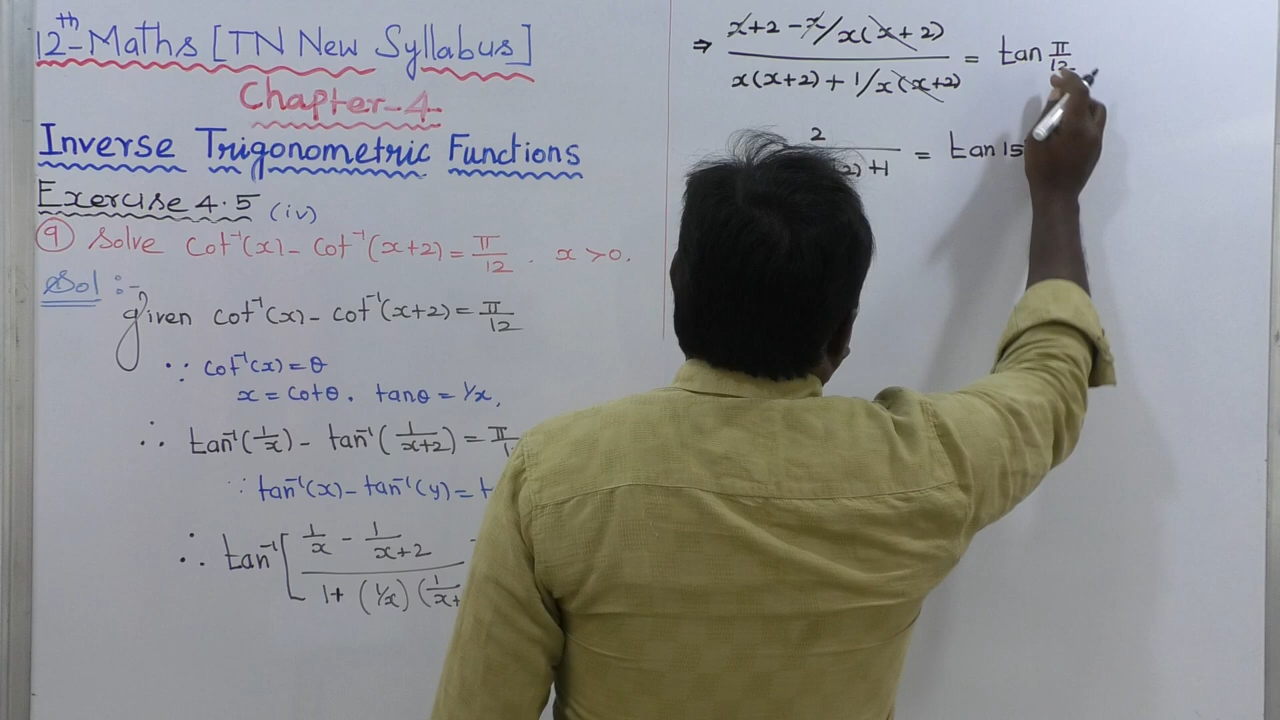 12th Maths [TN New Syllabus]
Chapter-4
Inverse Trigonometric Functions
Exercise 4.5 (iv)
⑨ Solve Cot⁻¹(x) - Cot⁻¹(x+2) = π/12 . x > 0.
Sol :-
Given Cot⁻¹(x) - Cot⁻¹(x+2) = π/12
∵ Cot⁻¹(x) = θ
x = Cotθ . tanθ = 1/x,
∴ tan⁻¹(1/x) - tan⁻¹(1/x+2) = π/1
∵ tan⁻¹(x) - tan⁻¹(y) = t
∴ tan⁻¹[ 1/x - 1/x+2
1+ (1/x) (1/x+
⇒ x+2-x/x(x+2)
x(x+2)+1/x(x+2) = tan π/12
2
2)+1 = tan 15